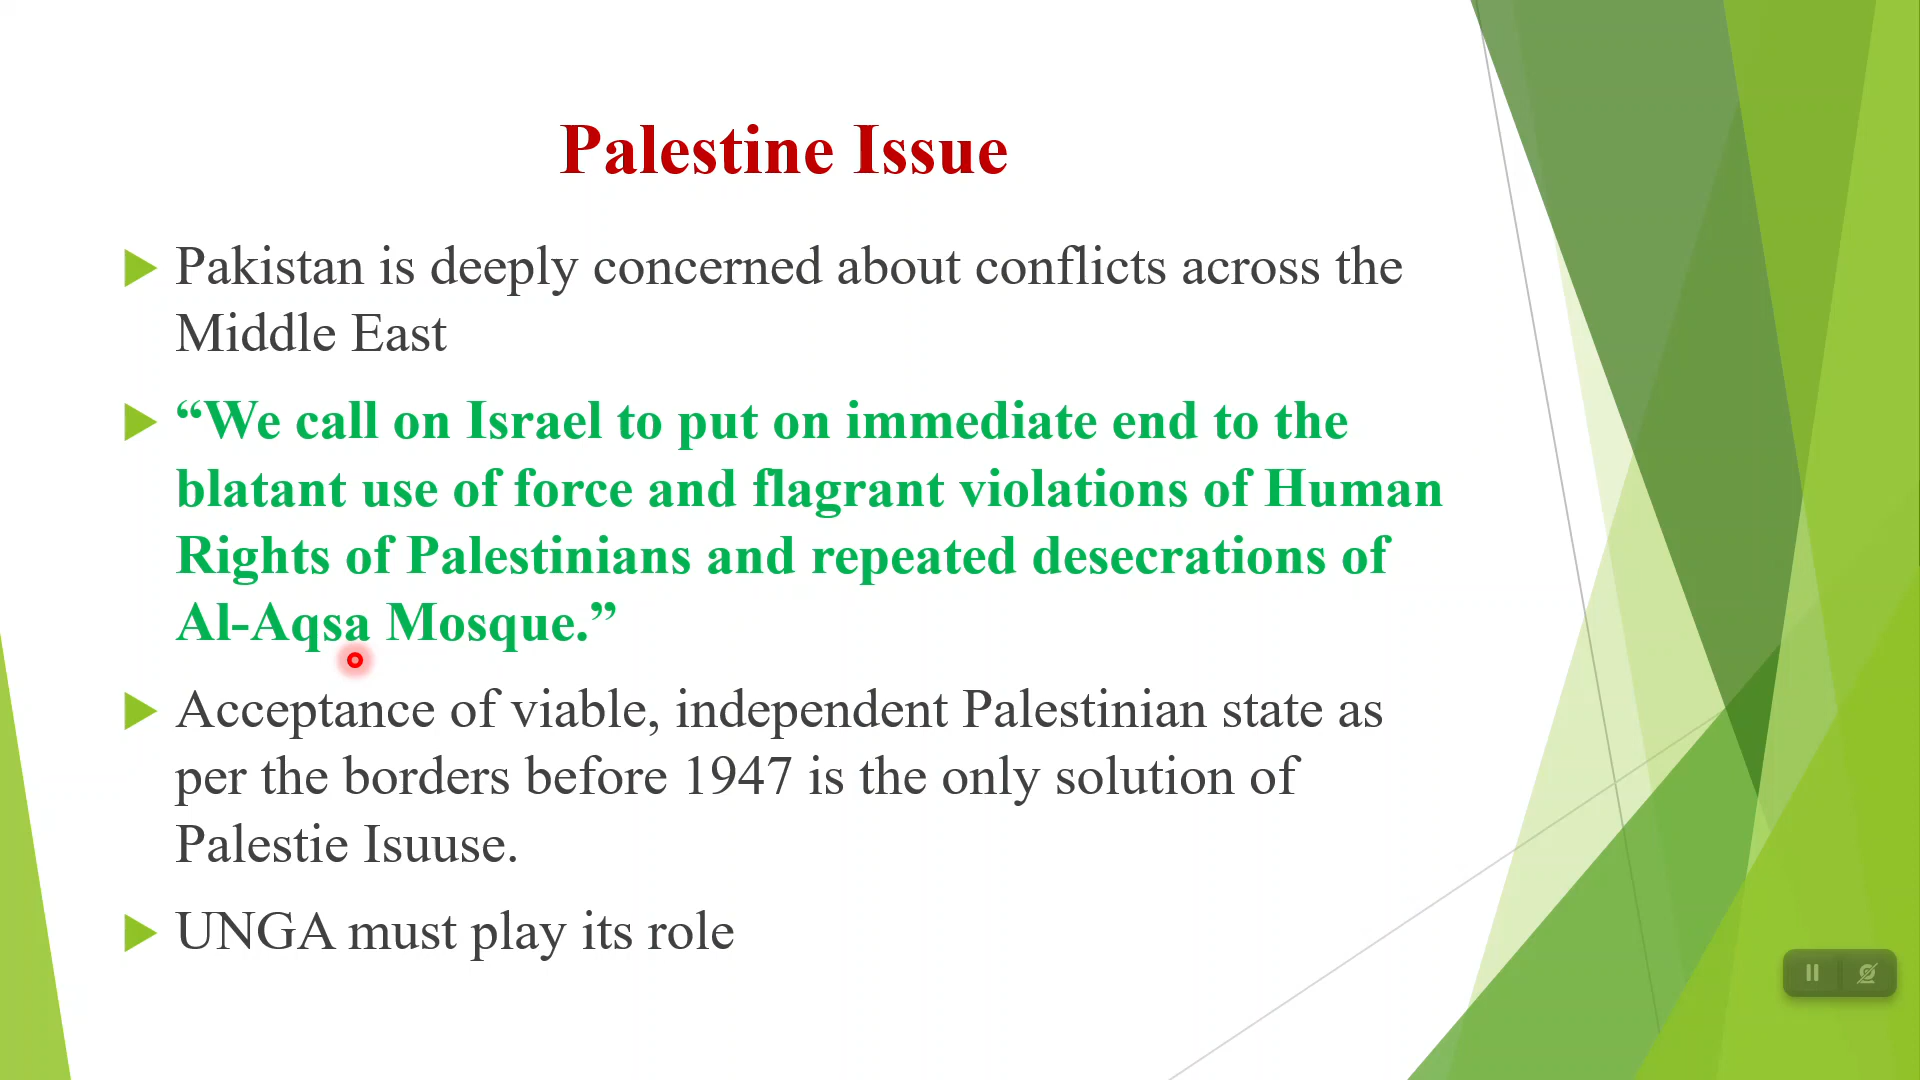 Palestine Issue
Pakistan is deeply concerned about conflicts across the
Middle East
“We call on Israel to put on immediate end to the
blatant use of force and flagrant violations of Human
Rights of Palestinians and repeated desecrations of
Al-Aqsa Mosque.”
Acceptance of viable, independent Palestinian state as
per the borders before 1947 is the only solution of
Palestie Isuuse.
UNGA must play its role